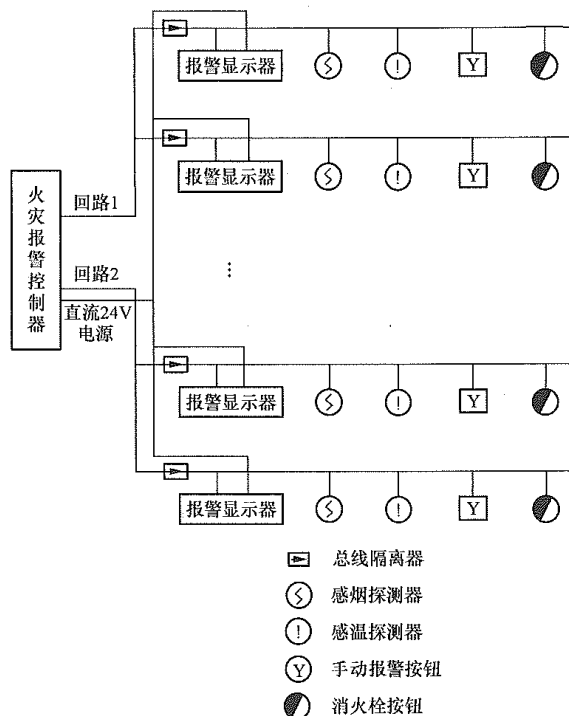 报警显示器
Y
报警显示器
Y
火灾报警控制器
回路1
回路2
直流24V
电源
报警显示器
Y
报警显示器
Y
总线隔离器
感烟探测器
感温探测器
Y 手动报警按钮
消火栓按钮